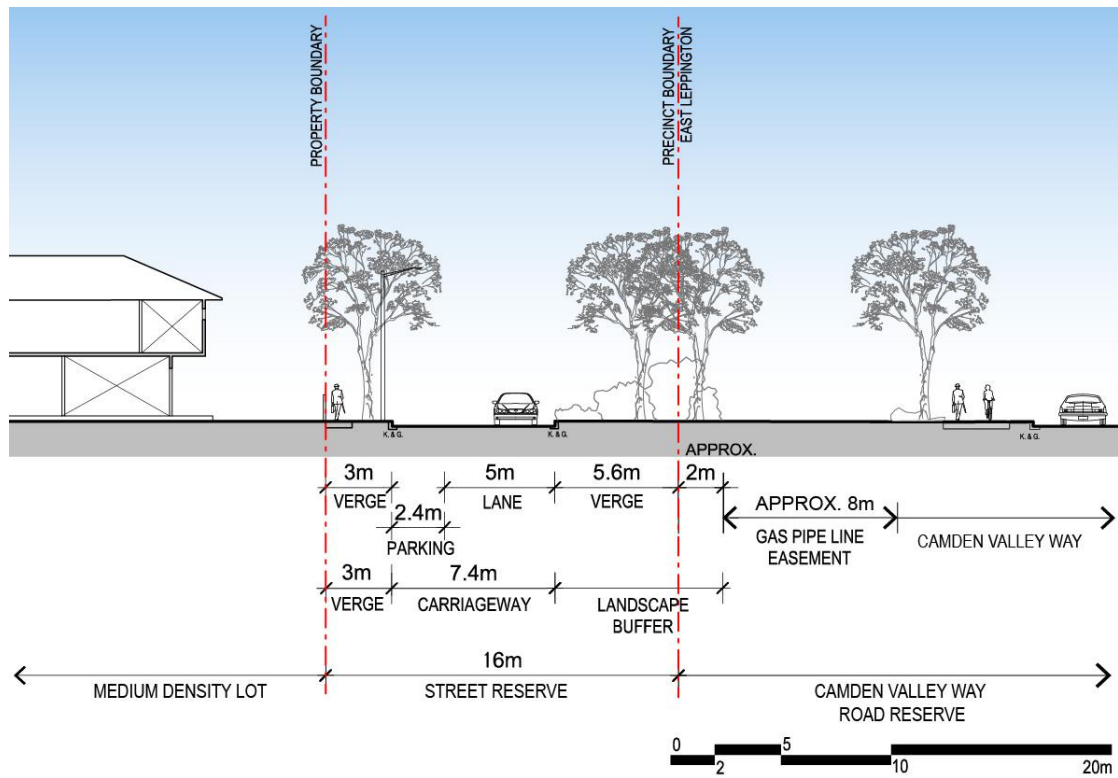 PROPERTY BOUNDARY
PRECINCT BOUNDARY
EAST LEPPINGTON
K. & G.
K. & G.
K. & G.
APPROX.
3m
5m
5.6m
2m
VERGE
LANE
VERGE
2.4m
PARKING
APPROX. 8m
GAS PIPE LINE
EASEMENT
CAMDEN VALLEY WAY
3m
7.4m
VERGE
CARRIAGEWAY
LANDSCAPE
BUFFER
16m
MEDIUM DENSITY LOT
STREET RESERVE
CAMDEN VALLEY WAY
ROAD RESERVE
0
5
2
10
20m